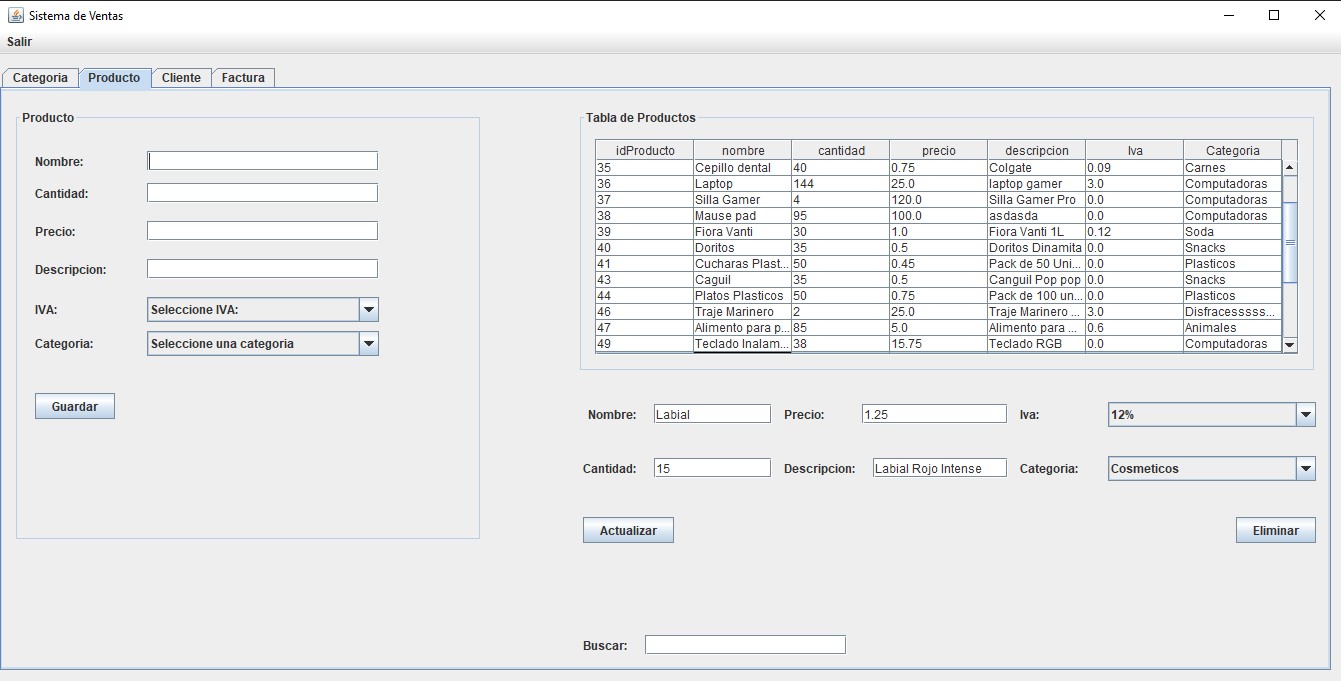 Sistema de Ventas
Salir
Categoria Producto Cliente Factura
Producto
Nombre:
Cantidad:
Precio:
Descripcion:
IVA: Seleccione IVA:
Categoria: Seleccione una categoria
Guardar
Tabla de Productos
idProducto nombre cantidad precio descripcion Iva Categoria
35 Cepillo dental 40 0.75 Colgate 0.09 Carnes
36 Laptop 144 25.0 laptop gamer 3.0 Computadoras
37 Silla Gamer 4 120.0 Silla Gamer Pro 0.0 Computadoras
38 Mause pad 95 100.0 asdasda 0.0 Computadoras
39 Fiora Vanti 30 1.0 Fiora Vanti 1L 0.12 Soda
40 Doritos 35 0.5 Doritos Dinamita 0.0 Snacks
41 Cucharas Plast... 50 0.45 Pack de 50 Uni... 0.0 Plasticos
43 Caguil 35 0.5 Canguil Pop pop 0.0 Snacks
44 Platos Plasticos 50 0.75 Pack de 100 un... 0.0 Plasticos
46 Traje Marinero 2 25.0 Traje Marinero ... 3.0 Disfracesssss...
47 Alimento para p... 85 5.0 Alimento para ... 0.6 Animales
49 Teclado Inalam... 38 15.75 Teclado RGB 0.0 Computadoras
Nombre: Labial Precio: 1.25 Iva: 12%
Cantidad: 15 Descripcion: Labial Rojo Intense Categoria: Cosmeticos
Actualizar Eliminar
Buscar: